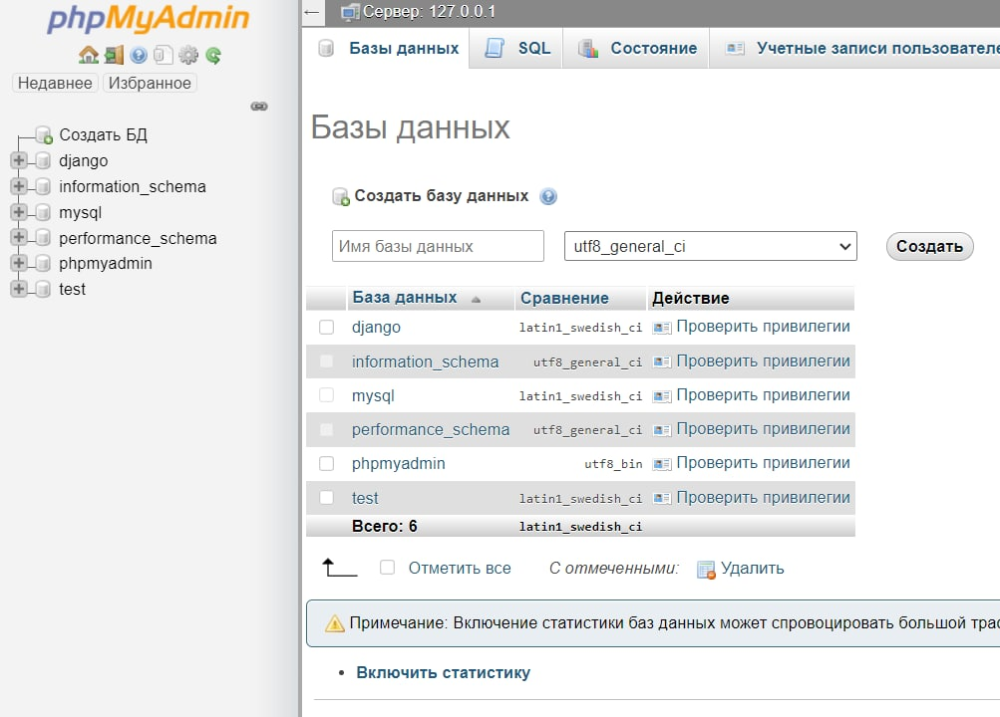 phpMyAdmin
Недавнее Избранное
Создать БД
django
information_schema
mysql
performance_schema
phpmyadmin
test
Сервер: 127.0.0.1
Базы данных SQL Состояние Учетные записи пользователе
Базы данных
Создать базу данных
Имя базы данных utf8_general_ci Создать
База данных Сравнение Действие
django latin1_swedish_ci Проверить привилегии
information_schema utf8_general_ci Проверить привилегии
mysql latin1_swedish_ci Проверить привилегии
performance_schema utf8_general_ci Проверить привилегии
phpmyadmin utf8_bin Проверить привилегии
test latin1_swedish_ci Проверить привилегии
Всего: 6 latin1_swedish_ci
Отметить все С отмеченными: Удалить
Примечание: Включение статистики баз данных может спровоцировать большой трас
• Включить статистику